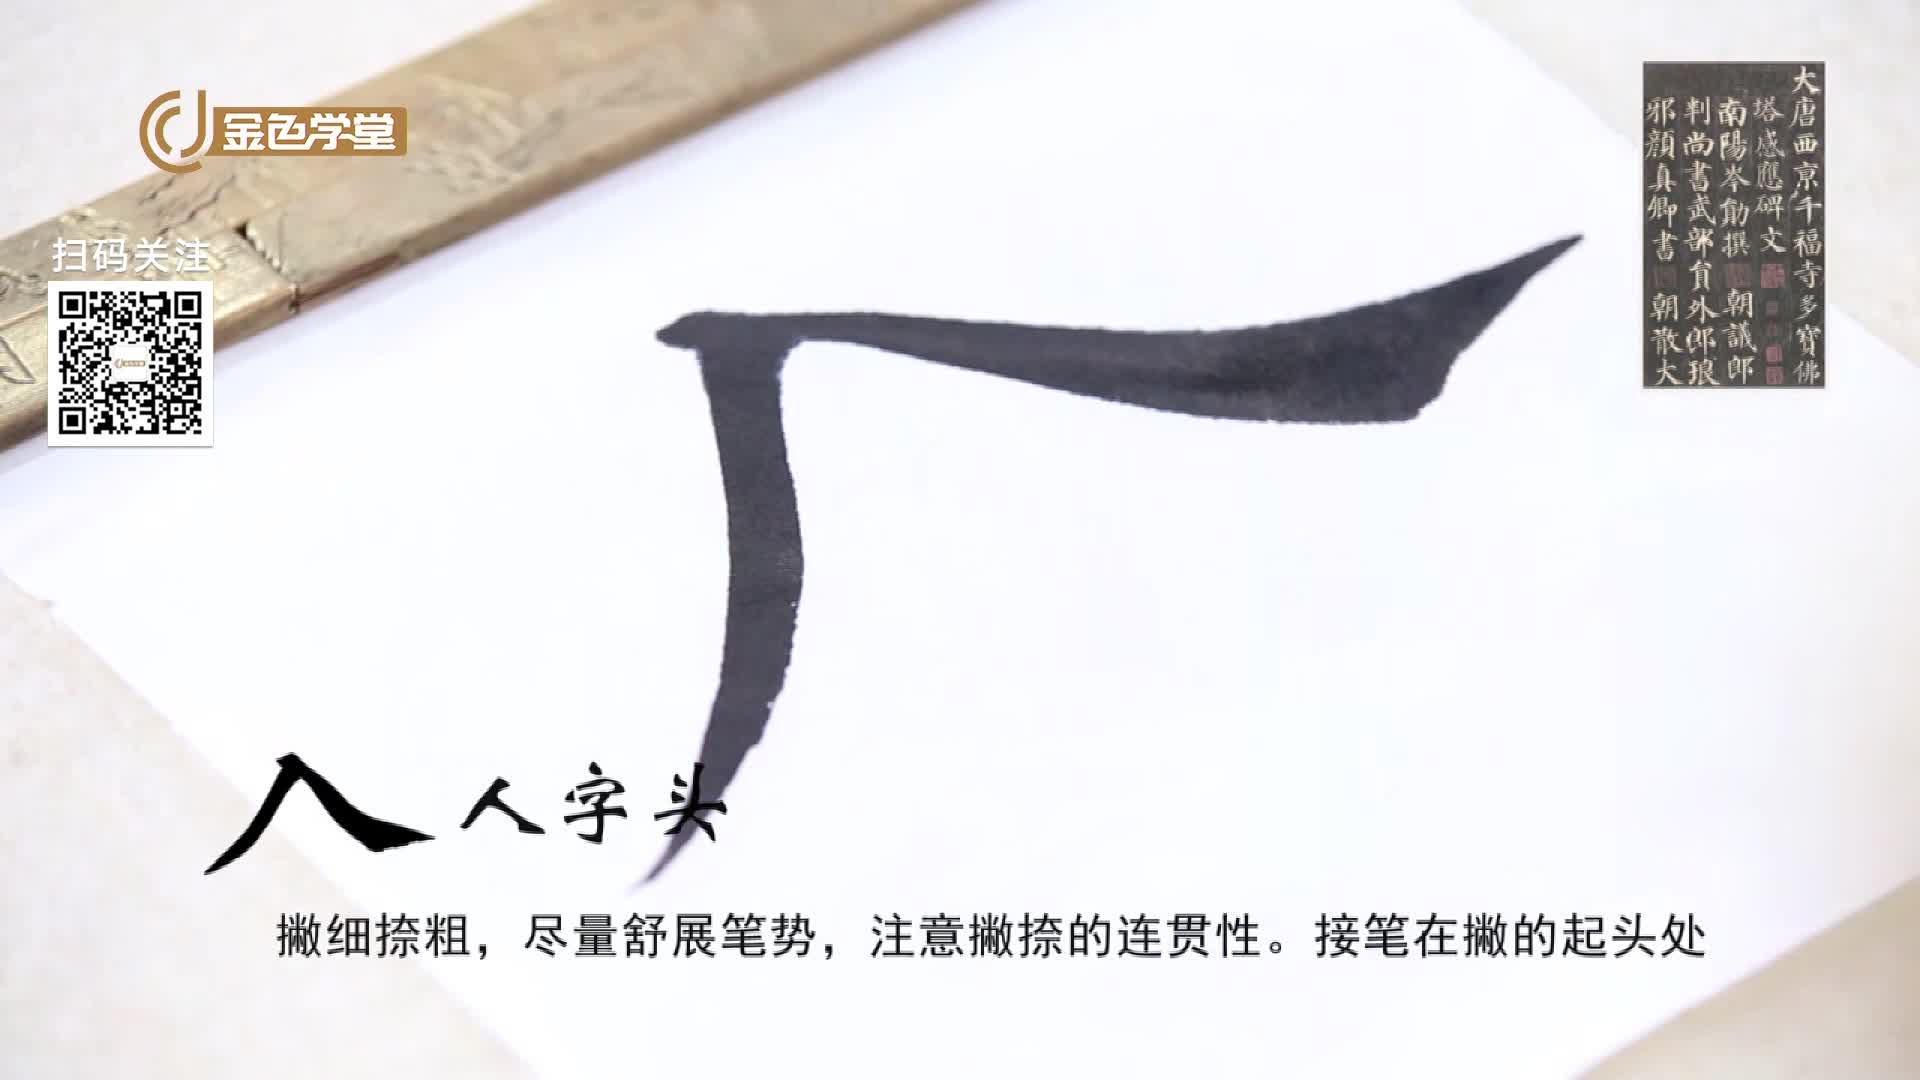 金色学堂
扫码关注
大唐西京千福寺多寶佛
塔感應碑文
南陽岑勛撰 朝議郎
判尚書武部員外郎琅
邪顏真卿書 朝散大
人 人字头
撇细捺粗，尽量舒展笔势，注意撇捺的连贯性。接笔在撇的起头处